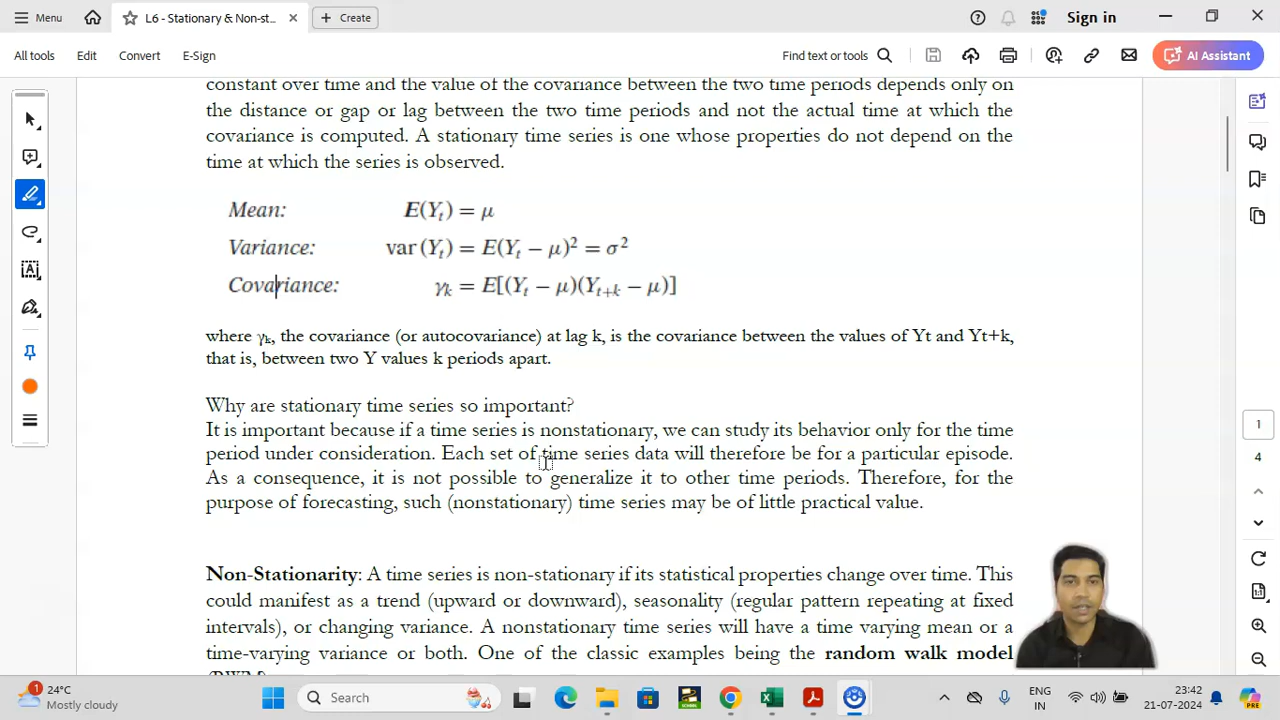 Menu
L6 - Stationary & Non-st...
Create
Sign in
All tools
Edit
Convert
E-Sign
Find text or tools
AI Assistant
constant over time and the value of the covariance between the two time periods depends only on
the distance or gap or lag between the two time periods and not the actual time at which the
covariance is computed. A stationary time series is one whose properties do not depend on the
time at which the series is observed.
Mean: E(Yₜ) = μ
Variance: var (Yₜ) = E(Yₜ − μ)² = σ²
Covariance: γₖ = E[(Yₜ − μ)(Yₜ₊ₖ − μ)]
where γₖ, the covariance (or autocovariance) at lag k, is the covariance between the values of Yt and Yt+k,
that is, between two Y values k periods apart.
Why are stationary time series so important?
It is important because if a time series is nonstationary, we can study its behavior only for the time
period under consideration. Each set of time series data will therefore be for a particular episode.
As a consequence, it is not possible to generalize it to other time periods. Therefore, for the
purpose of forecasting, such (nonstationary) time series may be of little practical value.
Non-Stationarity: A time series is non-stationary if its statistical properties change over time. This
could manifest as a trend (upward or downward), seasonality (regular pattern repeating at fixed
intervals), or changing variance. A nonstationary time series will have a time varying mean or a
time-varying variance or both. One of the classic examples being the random walk model
1
4
1
24°C
Mostly cloudy
Search
ENG
IN
23:42
21-07-2024
PRE